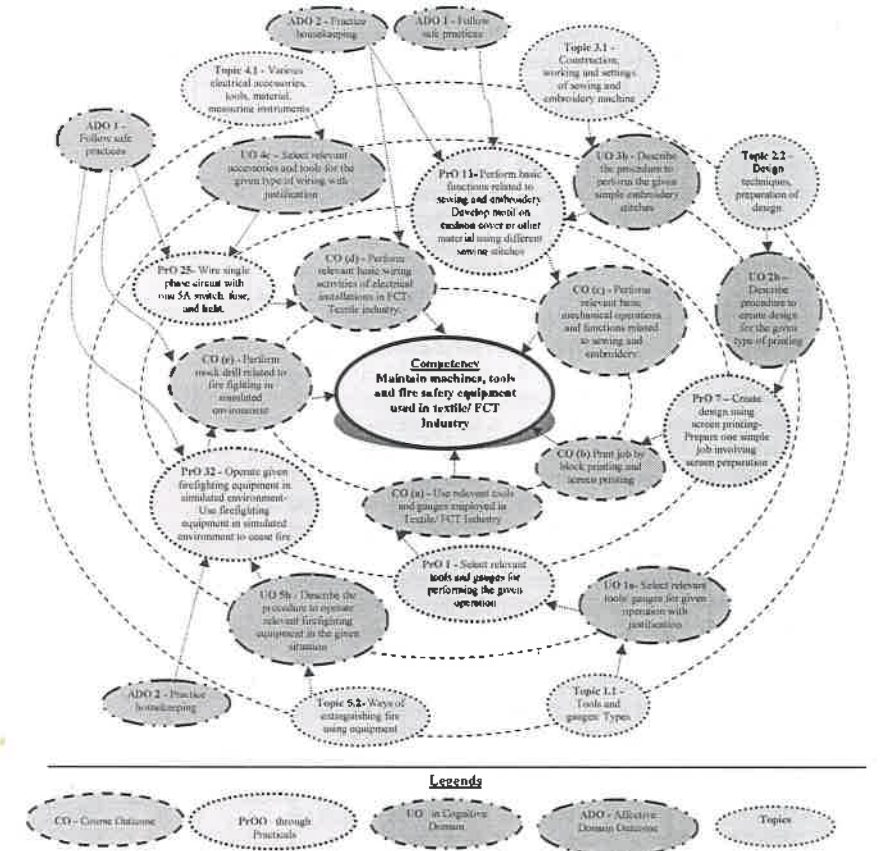 ADO 2 - Practice
housekeeping
ADO 1 - Follow
safe practices
Topic 3.1 -
Construction,
working and settings
of sewing and
embroidery machine
Topic 4.1 - Various
electrical accessories,
tools, material,
measuring instruments
ADO 1 -
Follow safe
practices
UO 4c - Select relevant
accessories and tools for the
given type of wiring with
justification
PrO 13- Perform basic
functions related to
sewing and embroidery
Develop motif on
cushion cover or other
material using different
sewing stitches
UO 3b - Describe
the procedure to
perform the given
simple embroidery
stitches
Topic 2.2 -
Design
techniques,
preparation of
design
PrO 25- Wire single
phase circuit with
one 5A switch, fuse,
and light.
CO (d) - Perform
relevant basic wiring
activities of electrical
installations in FCT-
Textile industry.
CO (c) - Perform
relevant basic
mechanical operations
and functions related
to sewing and
embroidery
UO 2b -
Describe
procedure to
create design
for the given
type of printing
CO (e) - Perform
mock drill related to
fire fighting in
simulated
environment
Competency
Maintain machines, tools
and fire safety equipment
used in textile/ FCT
Industry
PrO 7 - Create
design using
screen printing-
Prepare one simple
job involving
screen preparation
PrO 32 - Operate given
firefighting equipment in
simulated environment-
Use firefighting
equipment in simulated
environment to cease fire
CO (b) Print job by
block printing and
screen printing
CO (a) - Use relevant tools
and gauges employed in
Textile/ FCT Industry
PrO 1 - Select relevant
tools and gauges for
performing the given
operation
UO 1a- Select relevant
tools/ gauges for given
operation with
justification
UO 5b - Describe the
procedure to operate
relevant firefighting
equipment in the given
situation
ADO 2 - Practice
housekeeping
Topic 5.2- Ways of
extinguishing fire
using equipment
Topic 1.1 -
Tools and
gauges: Types
Legends
CO - Course Outcome
PrOO - through
Practicals
UO - in Cognitive
Domain
ADO - Affective
Domain Outcome
Topics